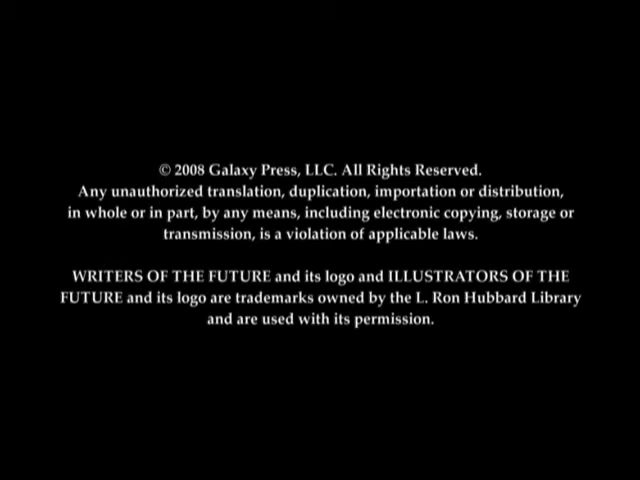 © 2008 Galaxy Press, LLC. All Rights Reserved.
Any unauthorized translation, duplication, importation or distribution,
in whole or in part, by any means, including electronic copying, storage or
transmission, is a violation of applicable laws.
WRITERS OF THE FUTURE and its logo and ILLUSTRATORS OF THE
FUTURE and its logo are trademarks owned by the L. Ron Hubbard Library
and are used with its permission.